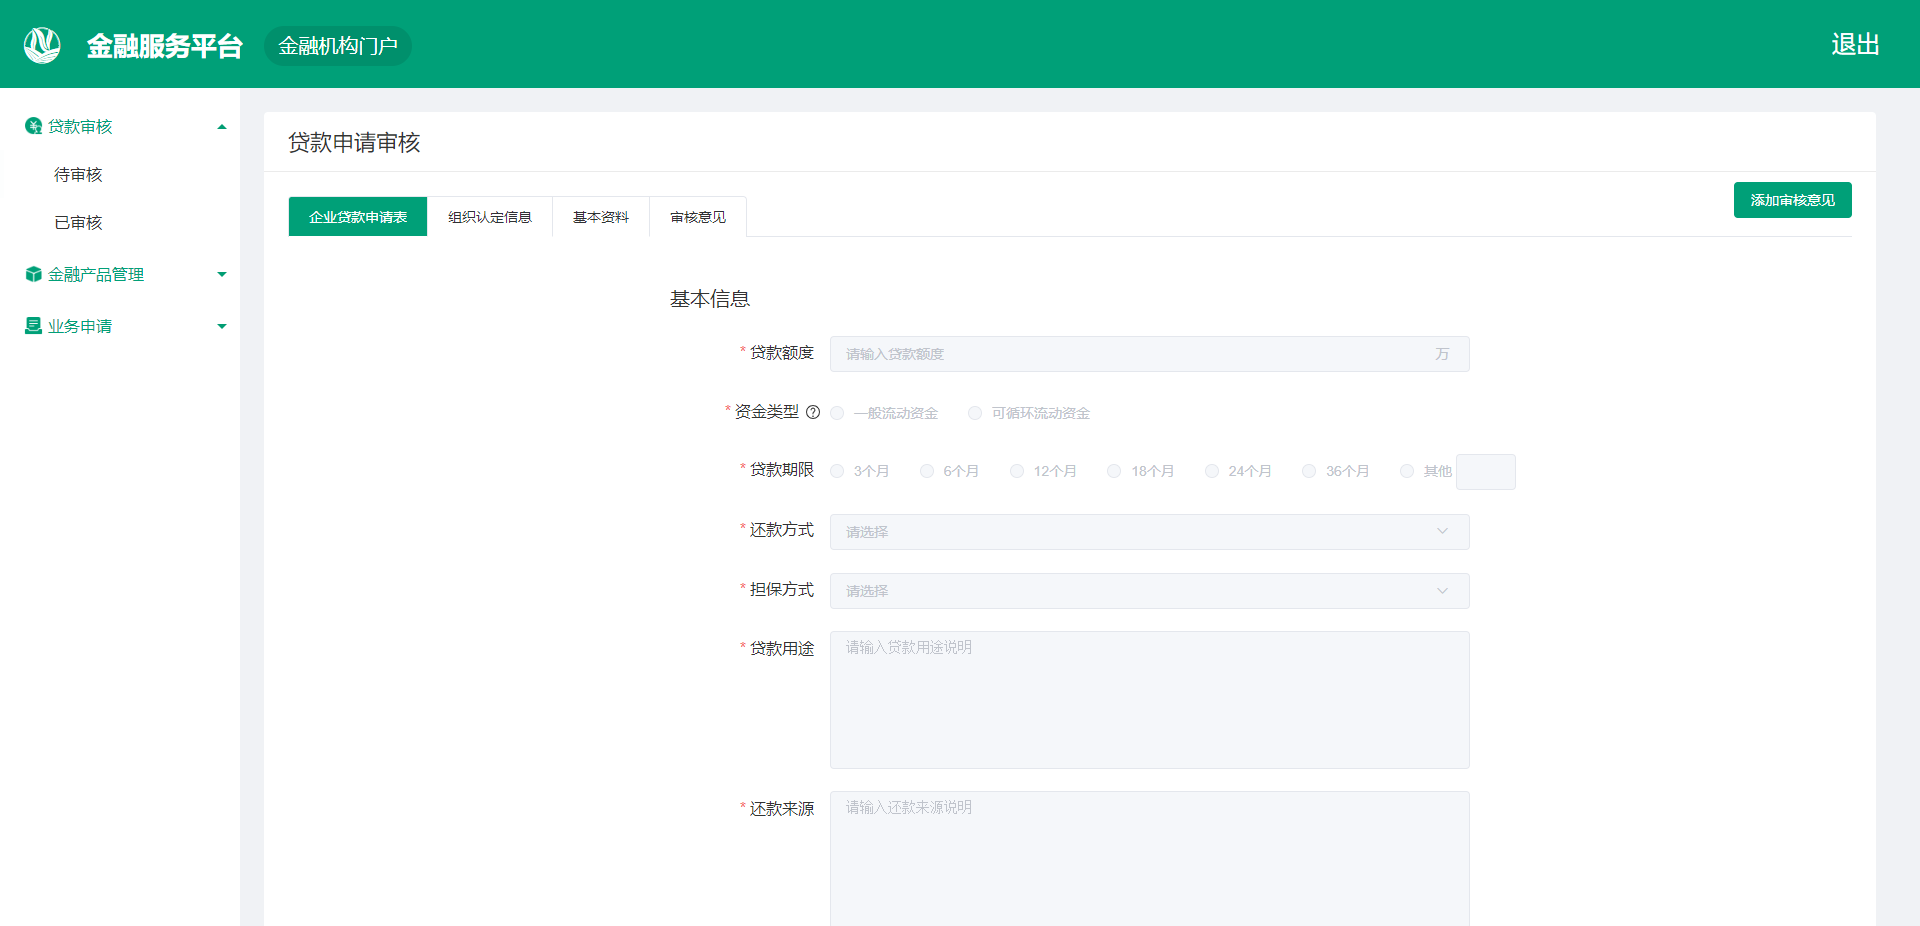 金融服务平台 金融机构门户 退出
贷款审核
待审核
已审核
金融产品管理
业务申请
贷款申请审核
企业贷款申请表 组织认定信息 基本资料 审核意见 添加审核意见
基本信息
*贷款额度 请输入贷款额度 万
*资金类型 ? 一般流动资金 可循环流动资金
*贷款期限 3个月 6个月 12个月 18个月 24个月 36个月 其他
*还款方式 请选择
*担保方式 请选择
*贷款用途 请输入贷款用途说明
*还款来源 请输入还款来源说明